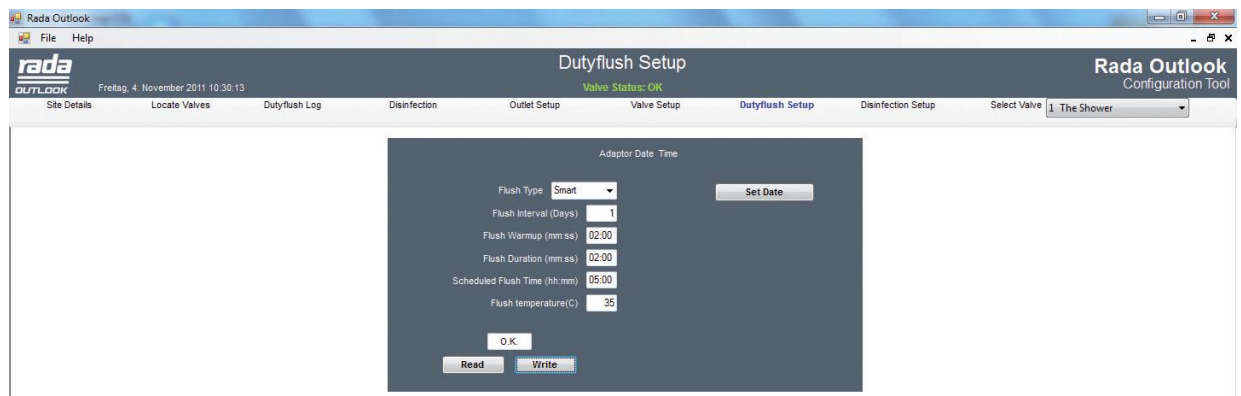 Rada Outlook
File Help
rada
OUTLOOK
Freitag, 4. November 2011 10:30:13
Dutyflush Setup
Valve Status: OK
Rada Outlook
Configuration Tool
Site Details Locate Valves Dutyflush Log Disinfection Outlet Setup Valve Setup Dutyflush Setup Disinfection Setup Select Valve 1 The Shower
Adaptor Date Time
Flush Type Smart Set Date
Flush Interval (Days) 1
Flush Warmup (mm:ss) 02:00
Flush Duration (mm:ss) 02:00
Scheduled Flush Time (hh:mm) 05:00
Flush temperature(C) 35
O.K.
Read Write